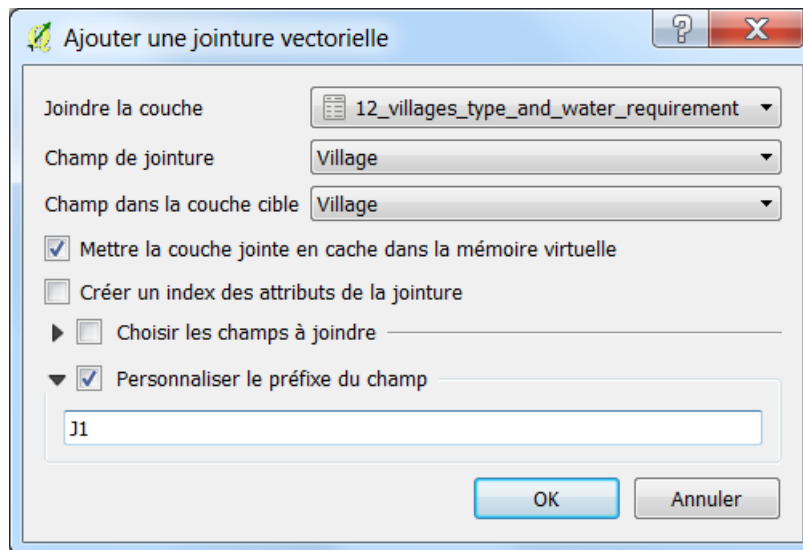 Ajouter une jointure vectorielle
Joindre la couche 12_villages_type_and_water_requirement
Champ de jointure Village
Champ dans la couche cible Village
Mettre la couche jointe en cache dans la mémoire virtuelle
Créer un index des attributs de la jointure
Choisir les champs à joindre
Personnaliser le préfixe du champ
J1
OK Annuler